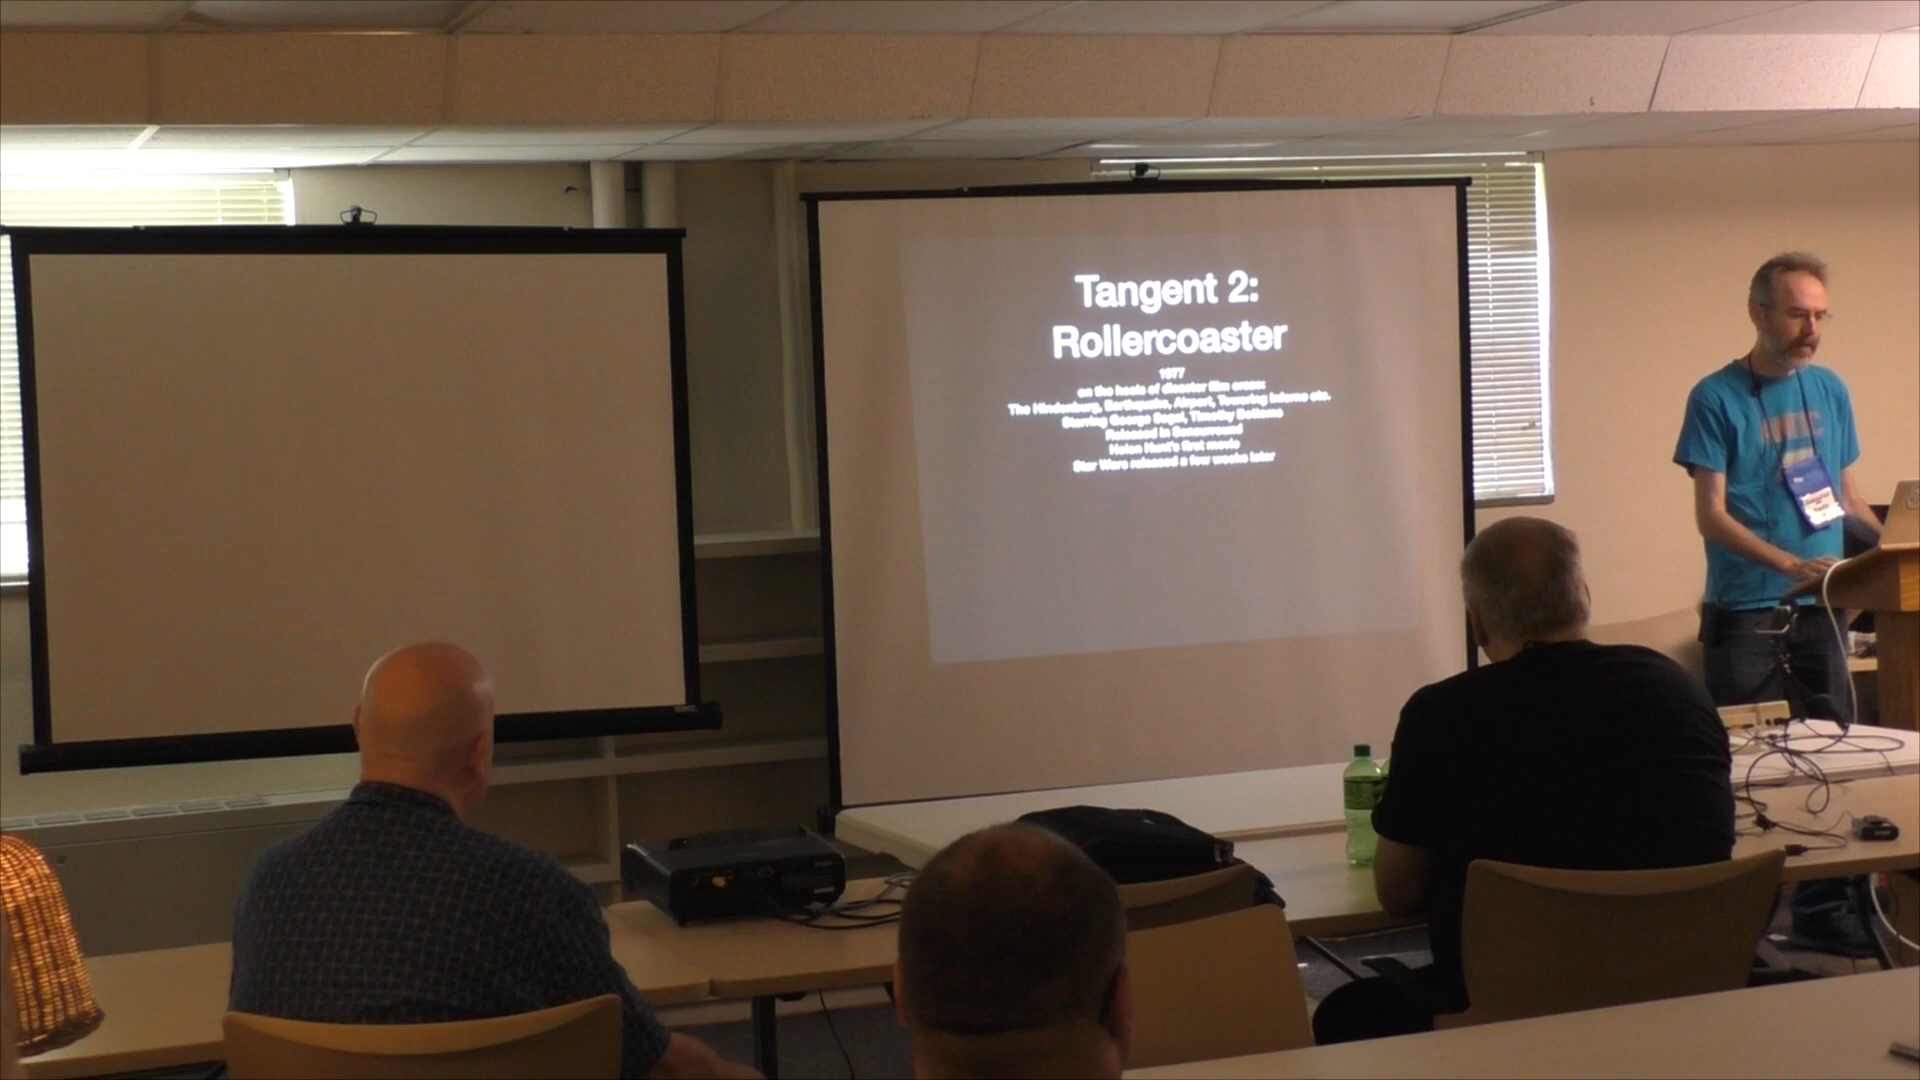 Tangent 2:
Rollercoaster
1977
on the heels of disaster film craze:
The Hindenburg, Earthquake, Airport, Towering Inferno etc.
Starring George Segal, Timothy Bottoms
Released in Sensurround
Helen Hunt's first movie
Star Wars released a few weeks later